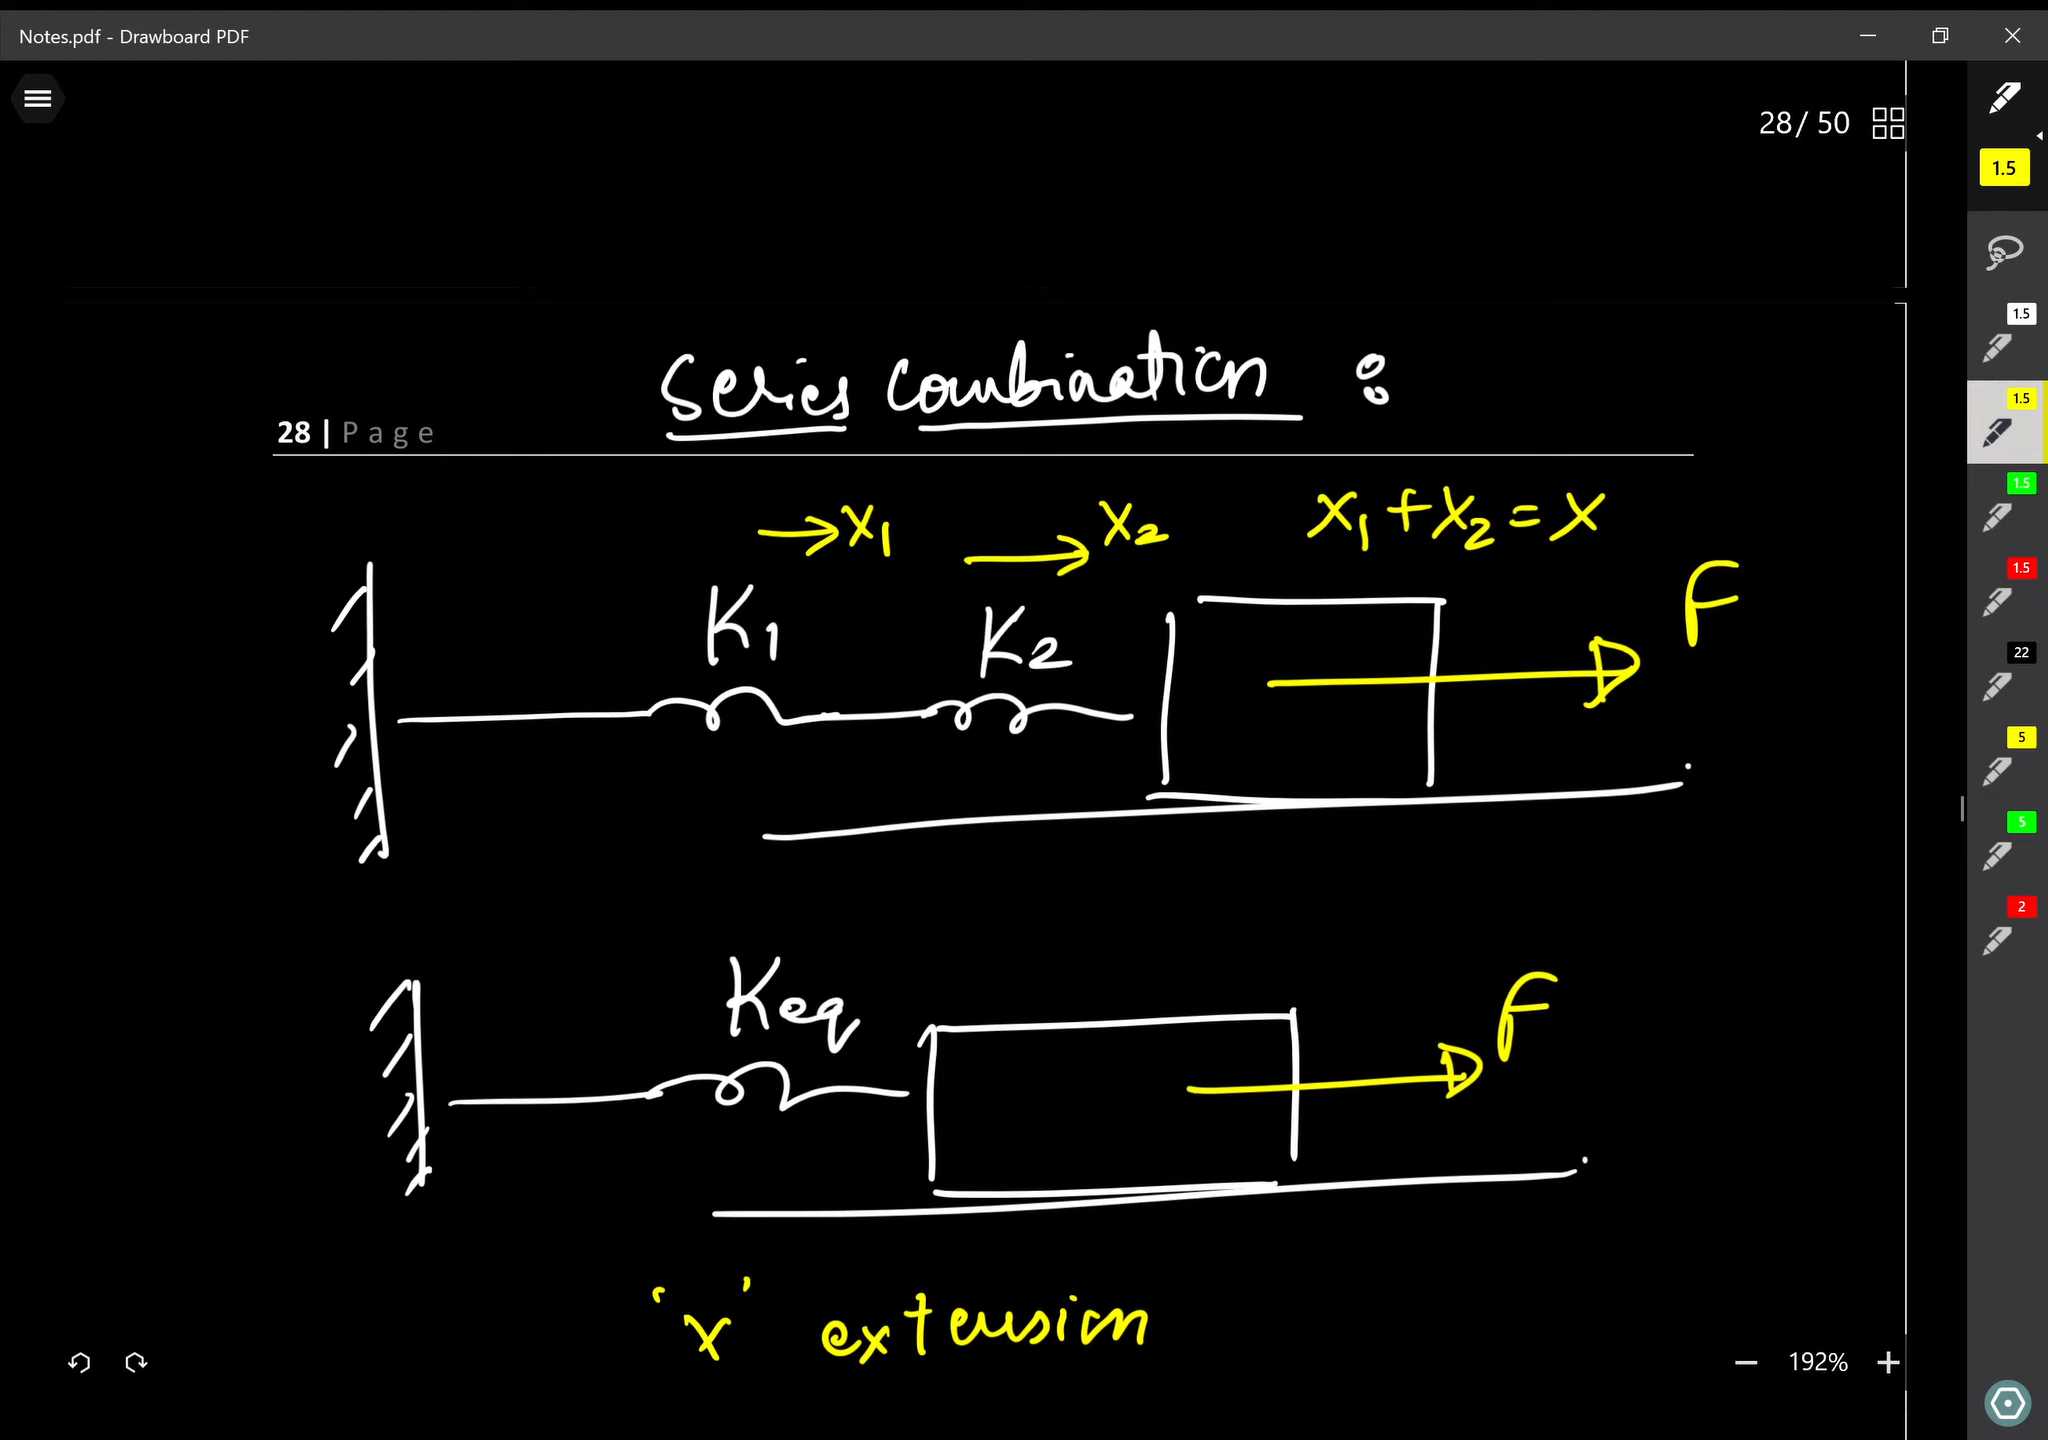 Notes.pdf - Drawboard PDF
28/ 50
1.5
1.5
Series Combination :
28 | Page
1.5
1.5
x₁ + x₂ = x
→ x₁
→ x₂
F
1.5
K₁
K₂
22
5
5
2
Keq
F
'x' extension
192%